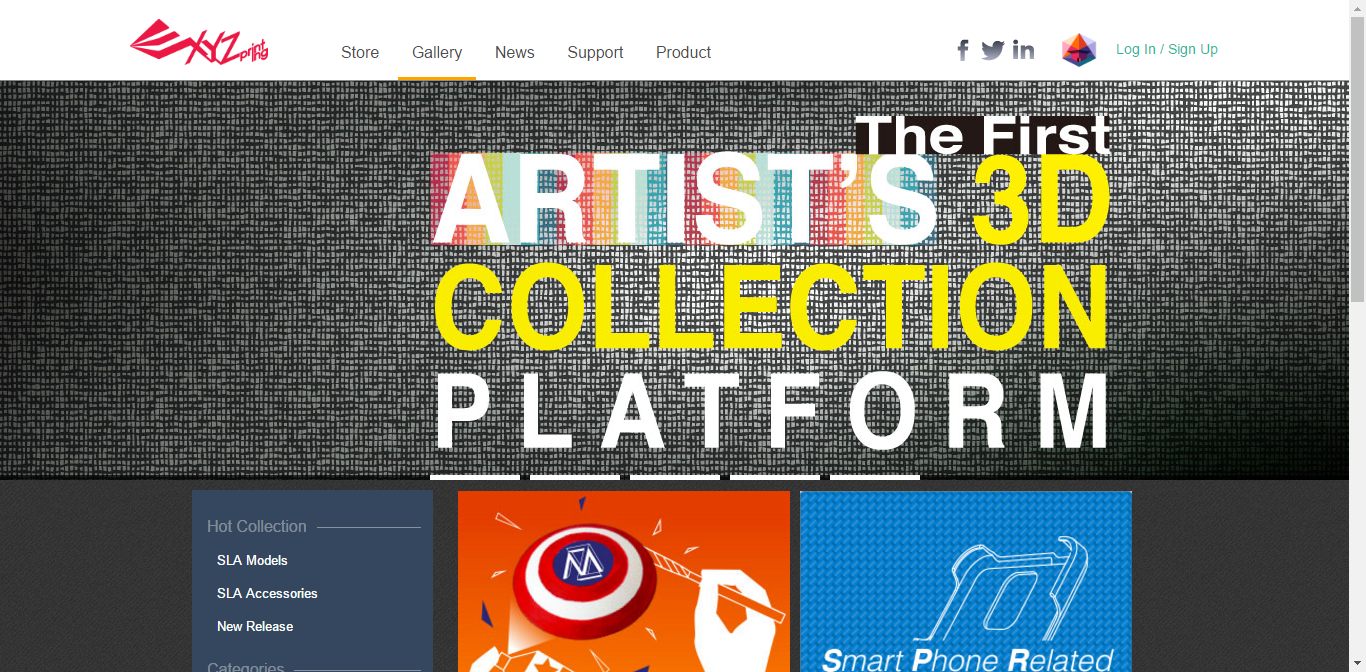 XYZprinting
Store Gallery News Support Product
Log In / Sign Up
The First
ARTIST'S 3D
COLLECTION
PLATFORM
Hot Collection
SLA Models
SLA Accessories
New Release
Categories
Smart Phone Related